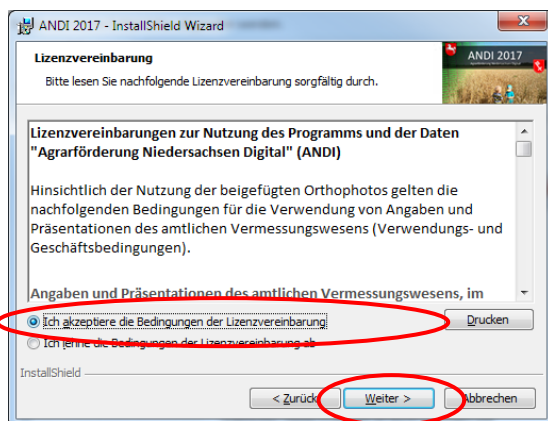 ANDI 2017 - InstallShield Wizard
Lizenzvereinbarung
Bitte lesen Sie nachfolgende Lizenzvereinbarung sorgfältig durch.
ANDI 2017
Lizenzvereinbarungen zur Nutzung des Programms und der Daten
"Agrarförderung Niedersachsen Digital" (ANDI)
Hinsichtlich der Nutzung der beigefügten Orthophotos gelten die
nachfolgenden Bedingungen für die Verwendung von Angaben und
Präsentationen des amtlichen Vermessungswesens (Verwendungs- und
Geschäftsbedingungen).
Angaben und Präsentationen des amtlichen Vermessungswesens, im
Ich akzeptiere die Bedingungen der Lizenzvereinbarung
Drucken
Ich lehne die Bedingungen der Lizenzvereinbarung ab
InstallShield
< Zurück
Weiter >
Abbrechen